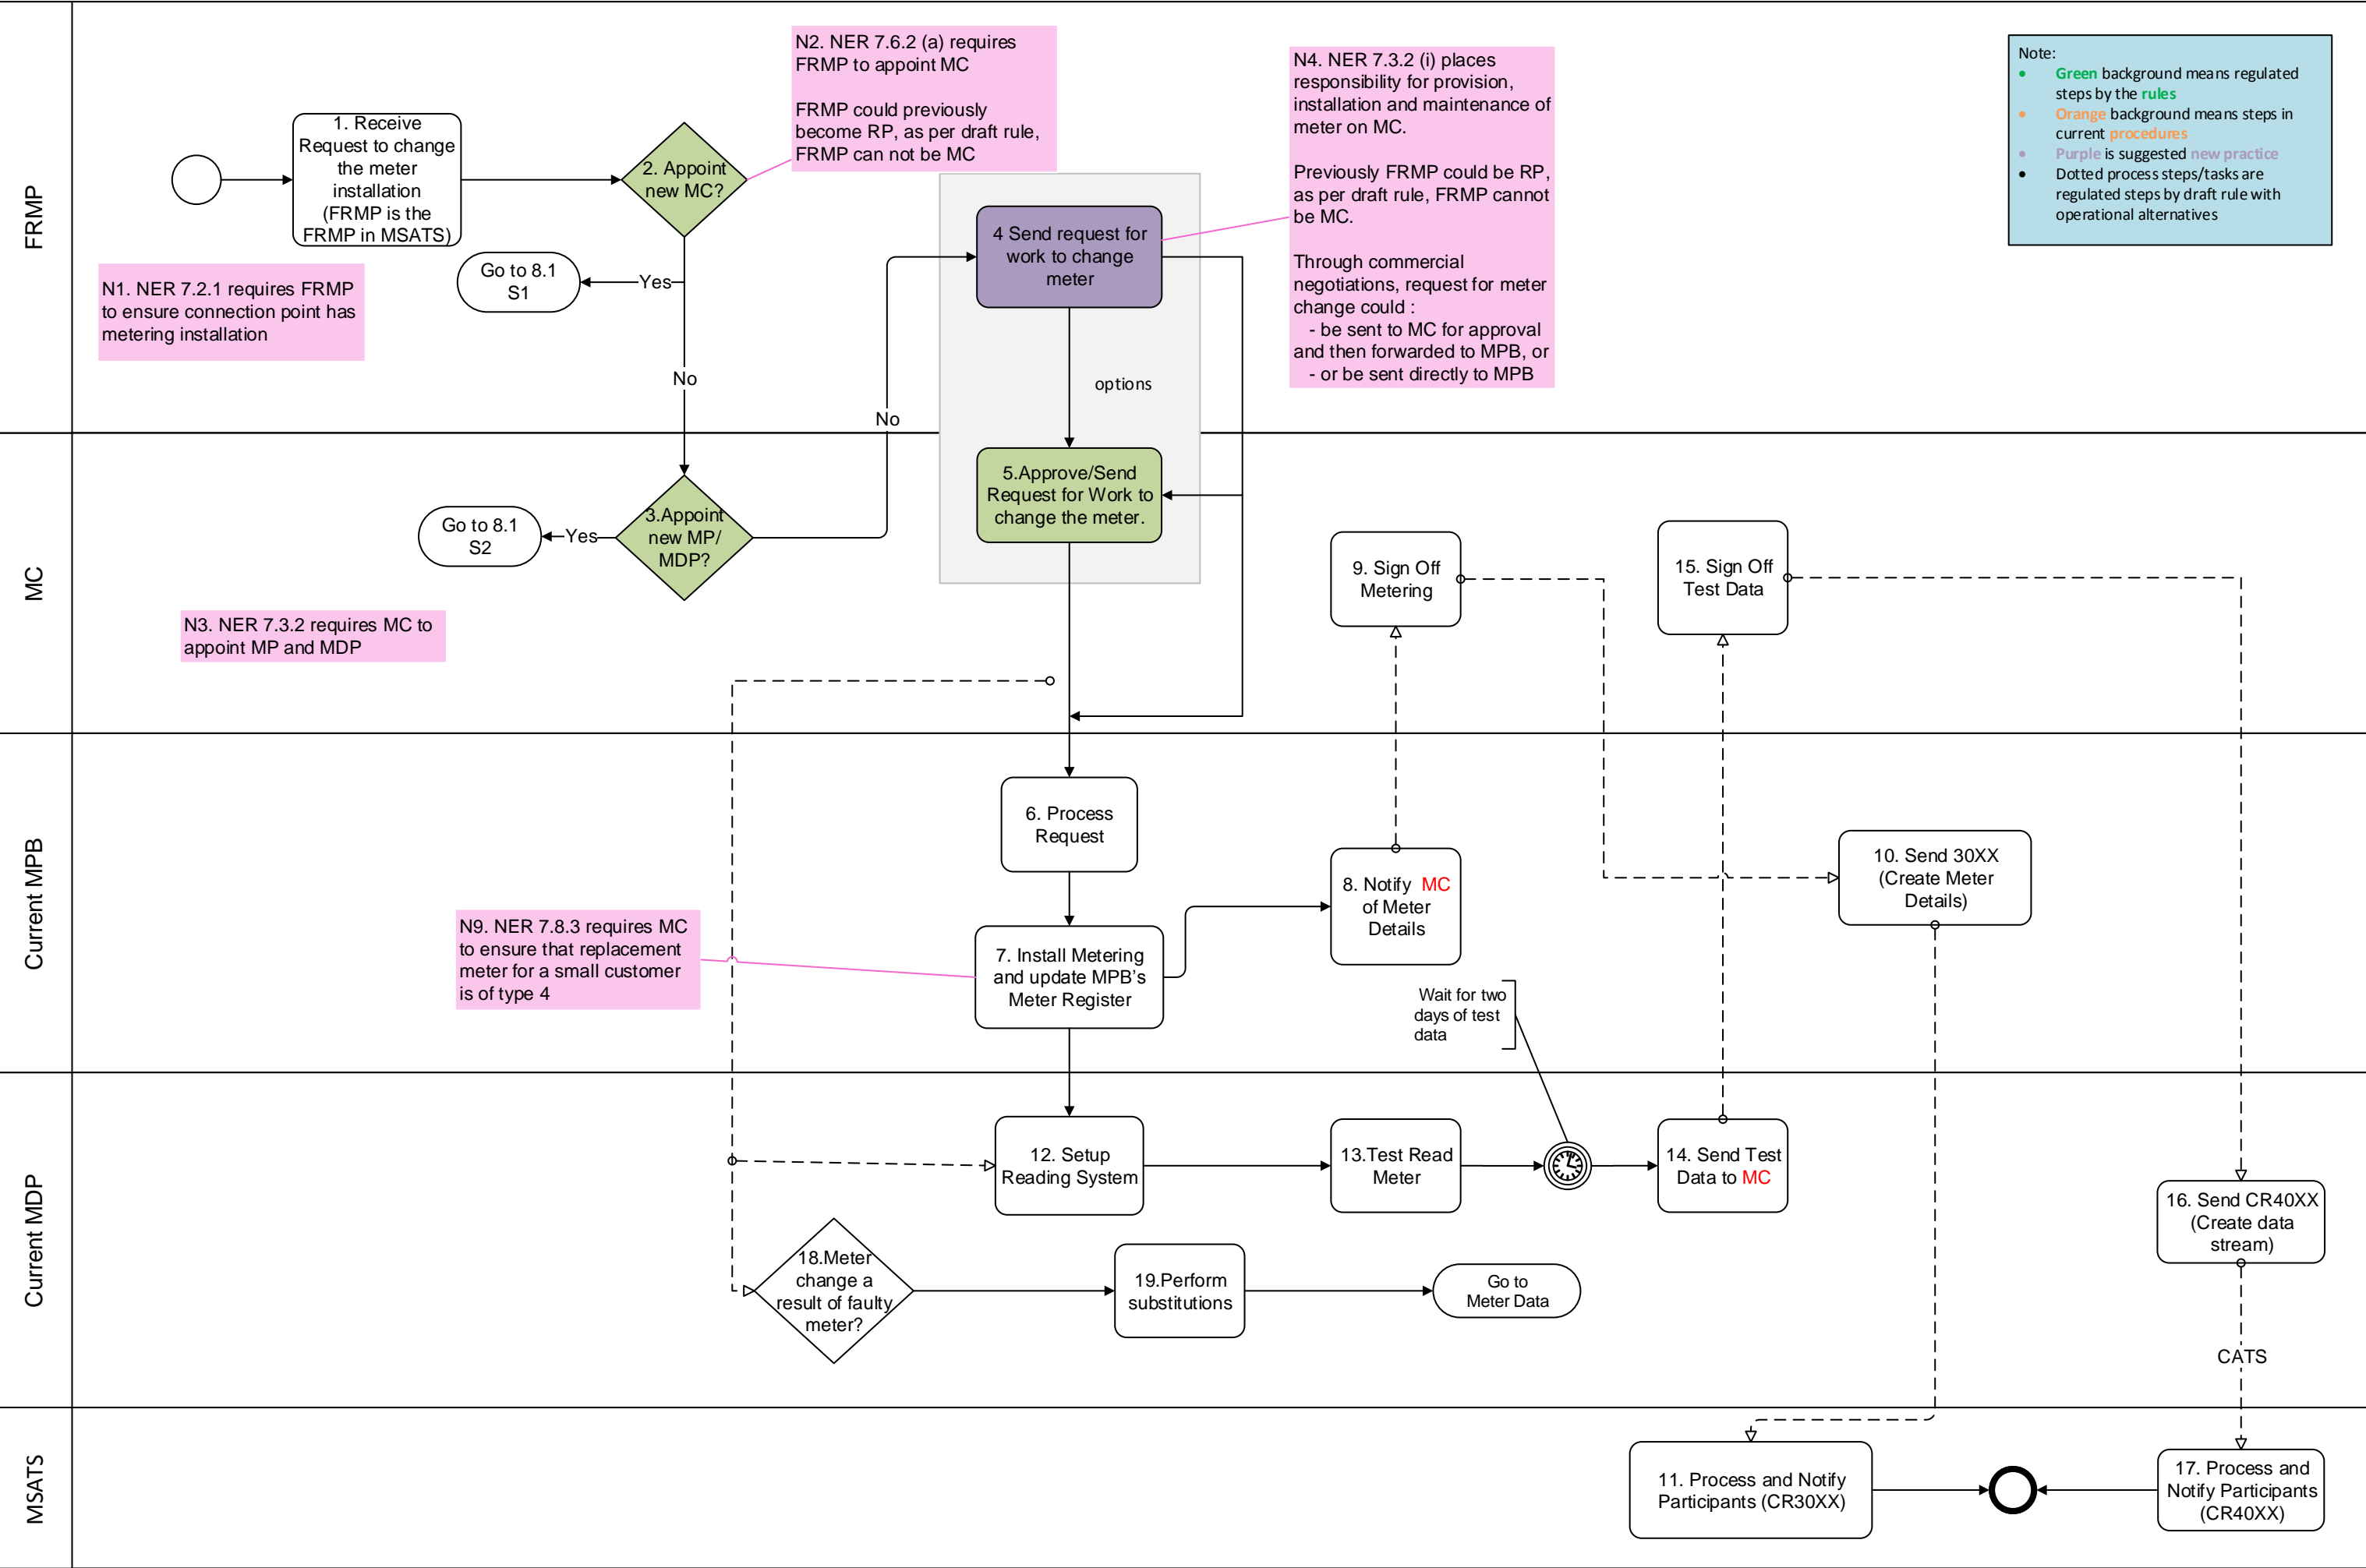 FRMP
1. Receive
Request to change
the meter
installation
(FRMP is the
FRMP in MSATS)
N1. NER 7.2.1 requires FRMP
to ensure connection point has
metering installation
2. Appoint
new MC?
Go to 8.1
S1
Yes
No
N2. NER 7.6.2 (a) requires
FRMP to appoint MC
FRMP could previously
become RP, as per draft rule,
FRMP can not be MC
4 Send request for
work to change
meter
options
No
N4. NER 7.3.2 (i) places
responsibility for provision,
installation and maintenance of
meter on MC.
Previously FRMP could be RP,
as per draft rule, FRMP cannot
be MC.
Through commercial
negotiations, request for meter
change could :
- be sent to MC for approval
and then forwarded to MPB, or
- or be sent directly to MPB
Note:
• Green background means regulated
steps by the rules
• Orange background means steps in
current procedures
• Purple is suggested new practice
• Dotted process steps/tasks are
regulated steps by draft rule with
operational alternatives
MC
Go to 8.1
S2
Yes
3.Appoint
new MP/
MDP?
5.Approve/Send
Request for Work to
change the meter.
N3. NER 7.3.2 requires MC to
appoint MP and MDP
9. Sign Off
Metering
15. Sign Off
Test Data
Current MPB
6. Process
Request
N9. NER 7.8.3 requires MC
to ensure that replacement
meter for a small customer
is of type 4
7. Install Metering
and update MPB's
Meter Register
8. Notify MC
of Meter
Details
10. Send 30XX
(Create Meter
Details)
Wait for two
days of test
data
Current MDP
12. Setup
Reading System
13.Test Read
Meter
14. Send Test
Data to MC
16. Send CR40XX
(Create data
stream)
18.Meter
change a
result of faulty
meter?
19.Perform
substitutions
Go to
Meter Data
CATS
MSATS
11. Process and Notify
Participants (CR30XX)
17. Process and
Notify Participants
(CR40XX)